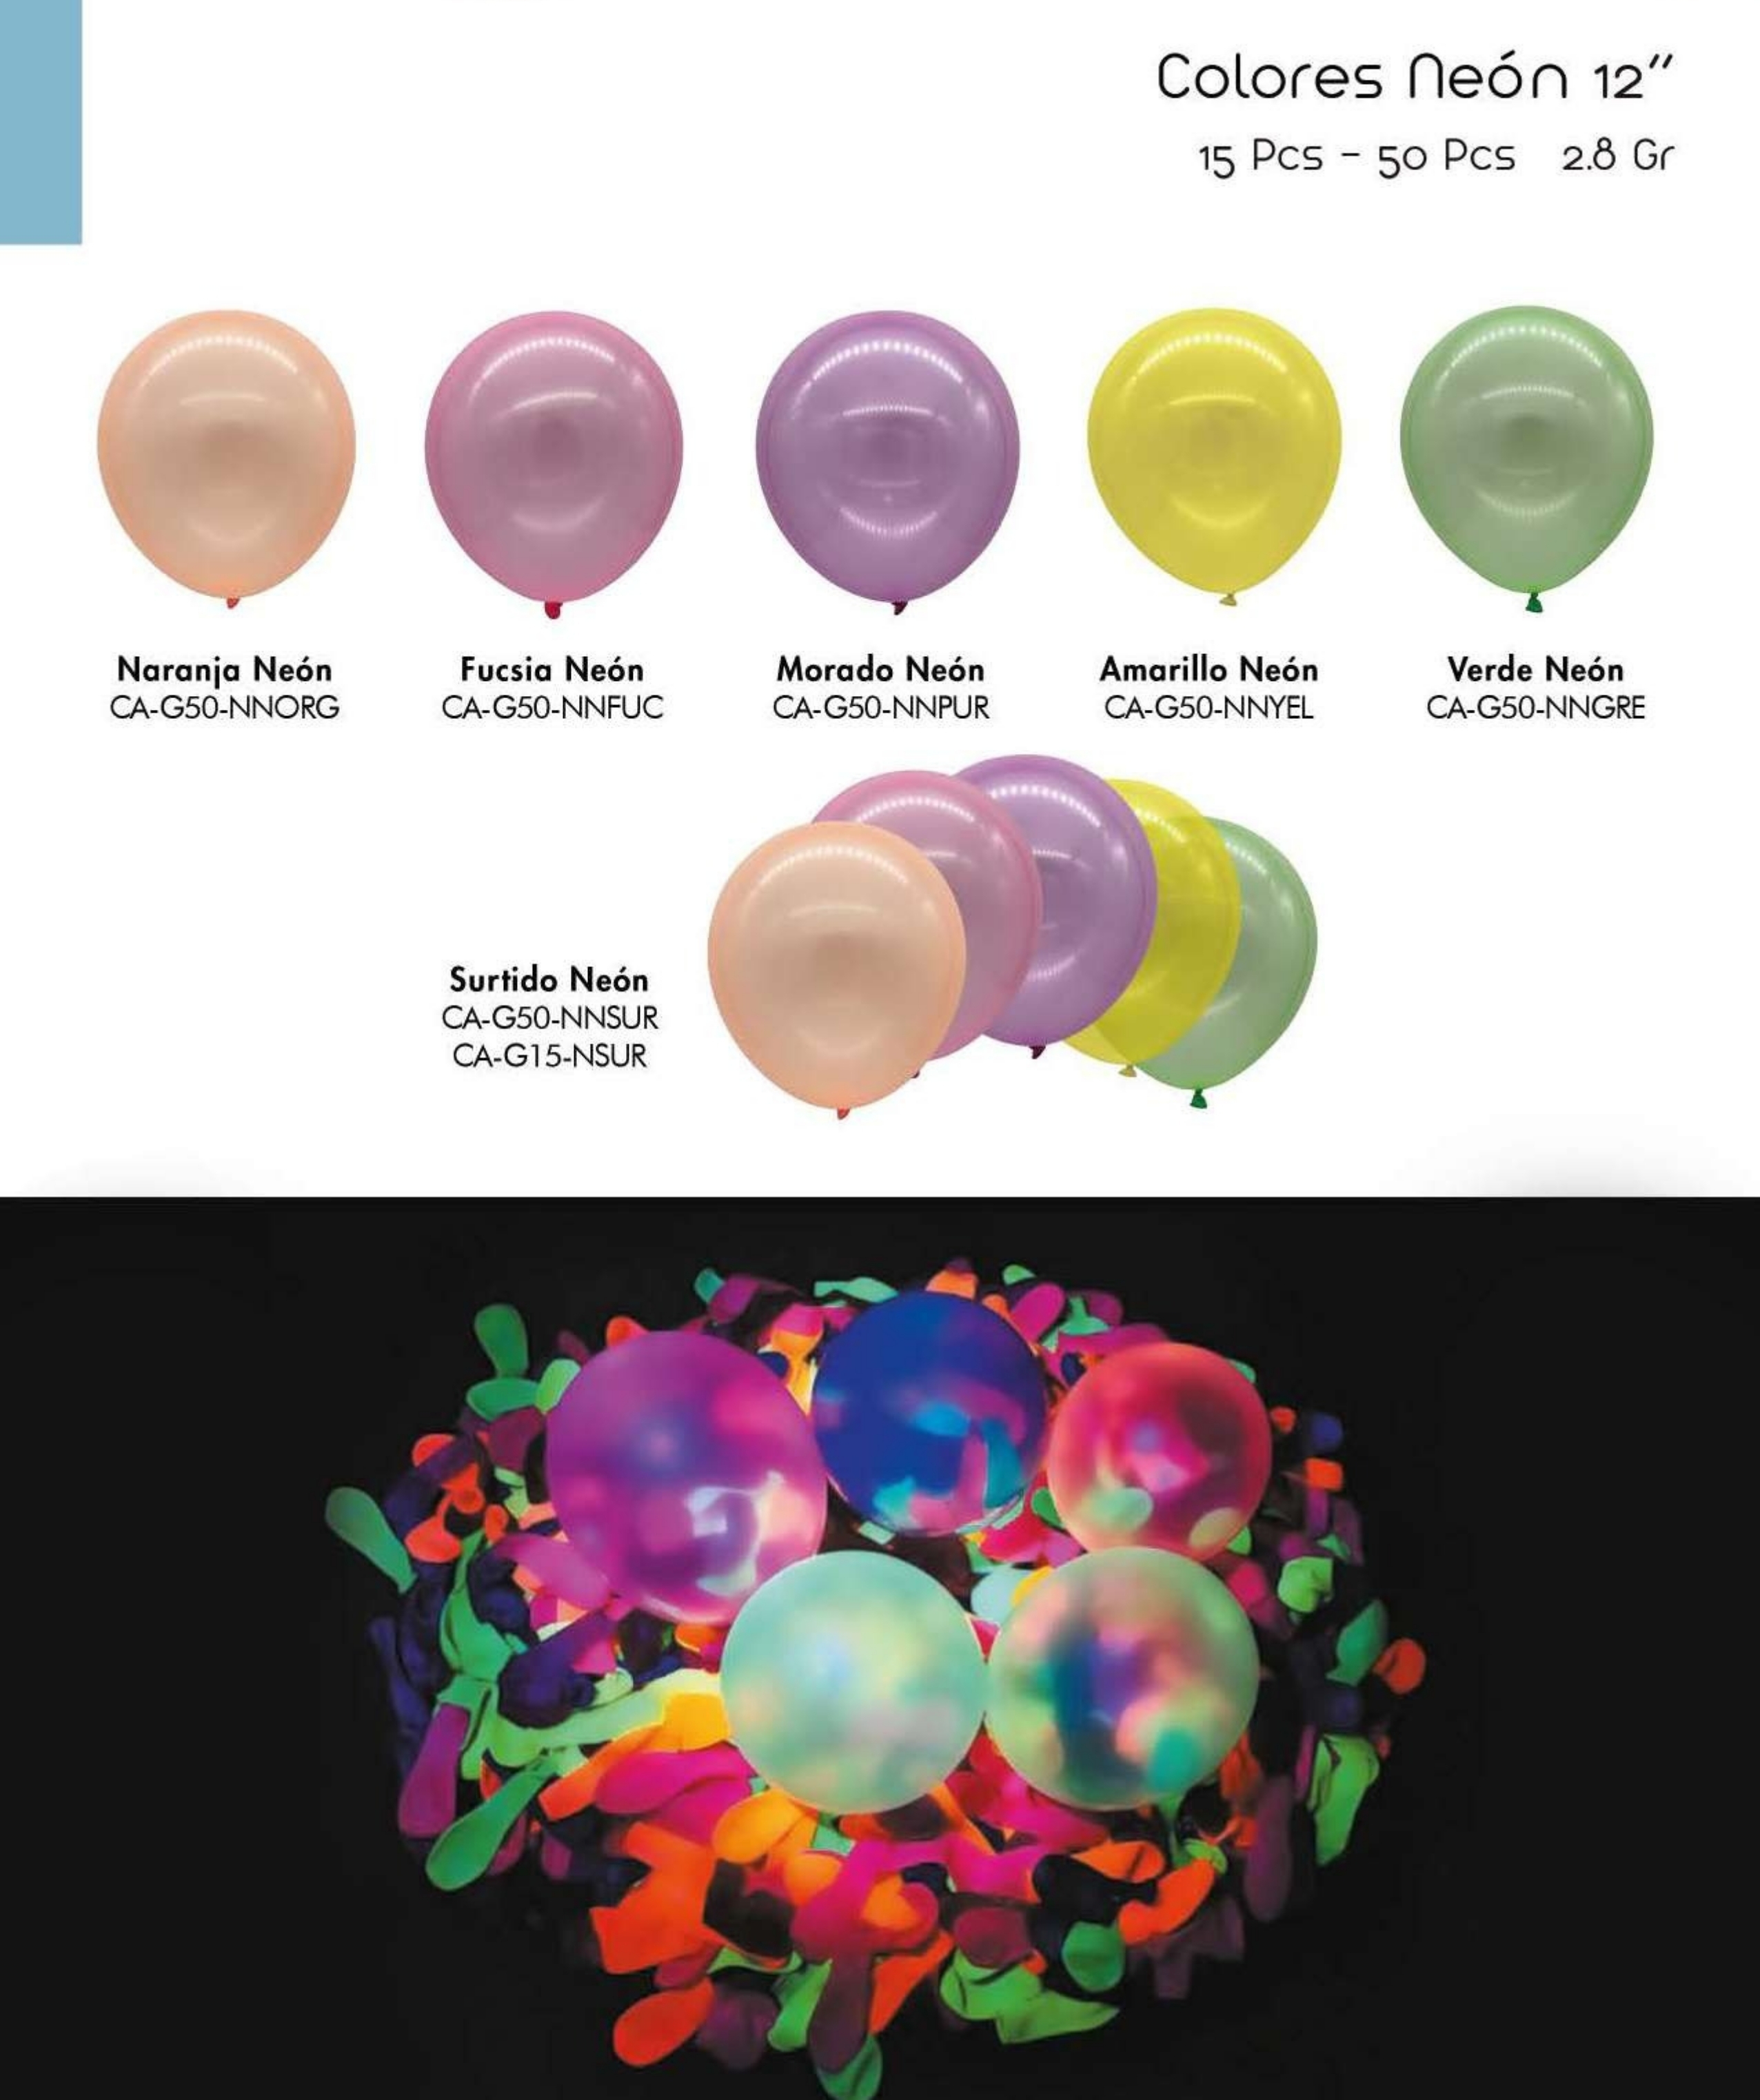 Colores Neón 12”
15 Pcs - 50 Pcs 2.8 Gr
Naranja Neón
CA-G50-NNORG
Fucsia Neón
CA-G50-NNFUC
Morado Neón
CA-G50-NNPUR
Amarillo Neón
CA-G50-NNYEL
Verde Neón
CA-G50-NNGRE
Surtido Neón
CA-G50-NNSUR
CA-G15-NSUR